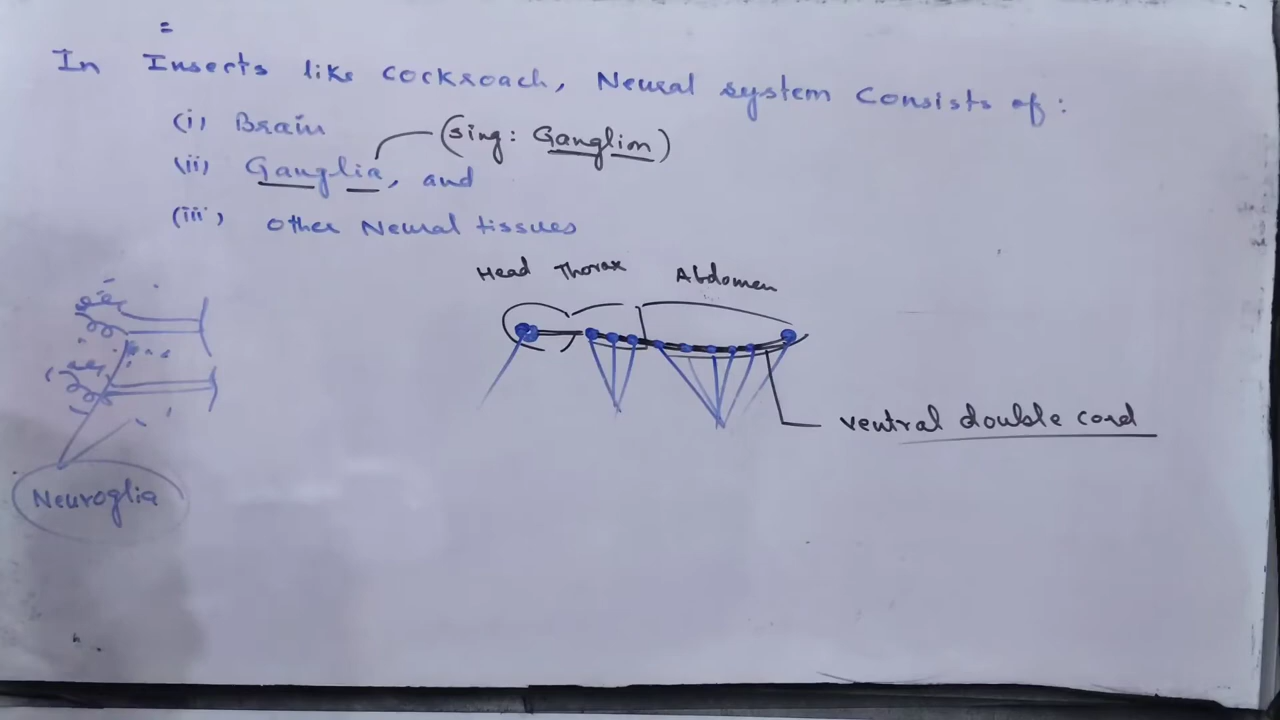 In Insects like cockroach, Neural system consists of:
(i) Brain
(sing: Ganglion)
(ii) Ganglia, and
(iii) other Neural tissues
Head Thorax Abdomen
ventral double cord
Neuroglia